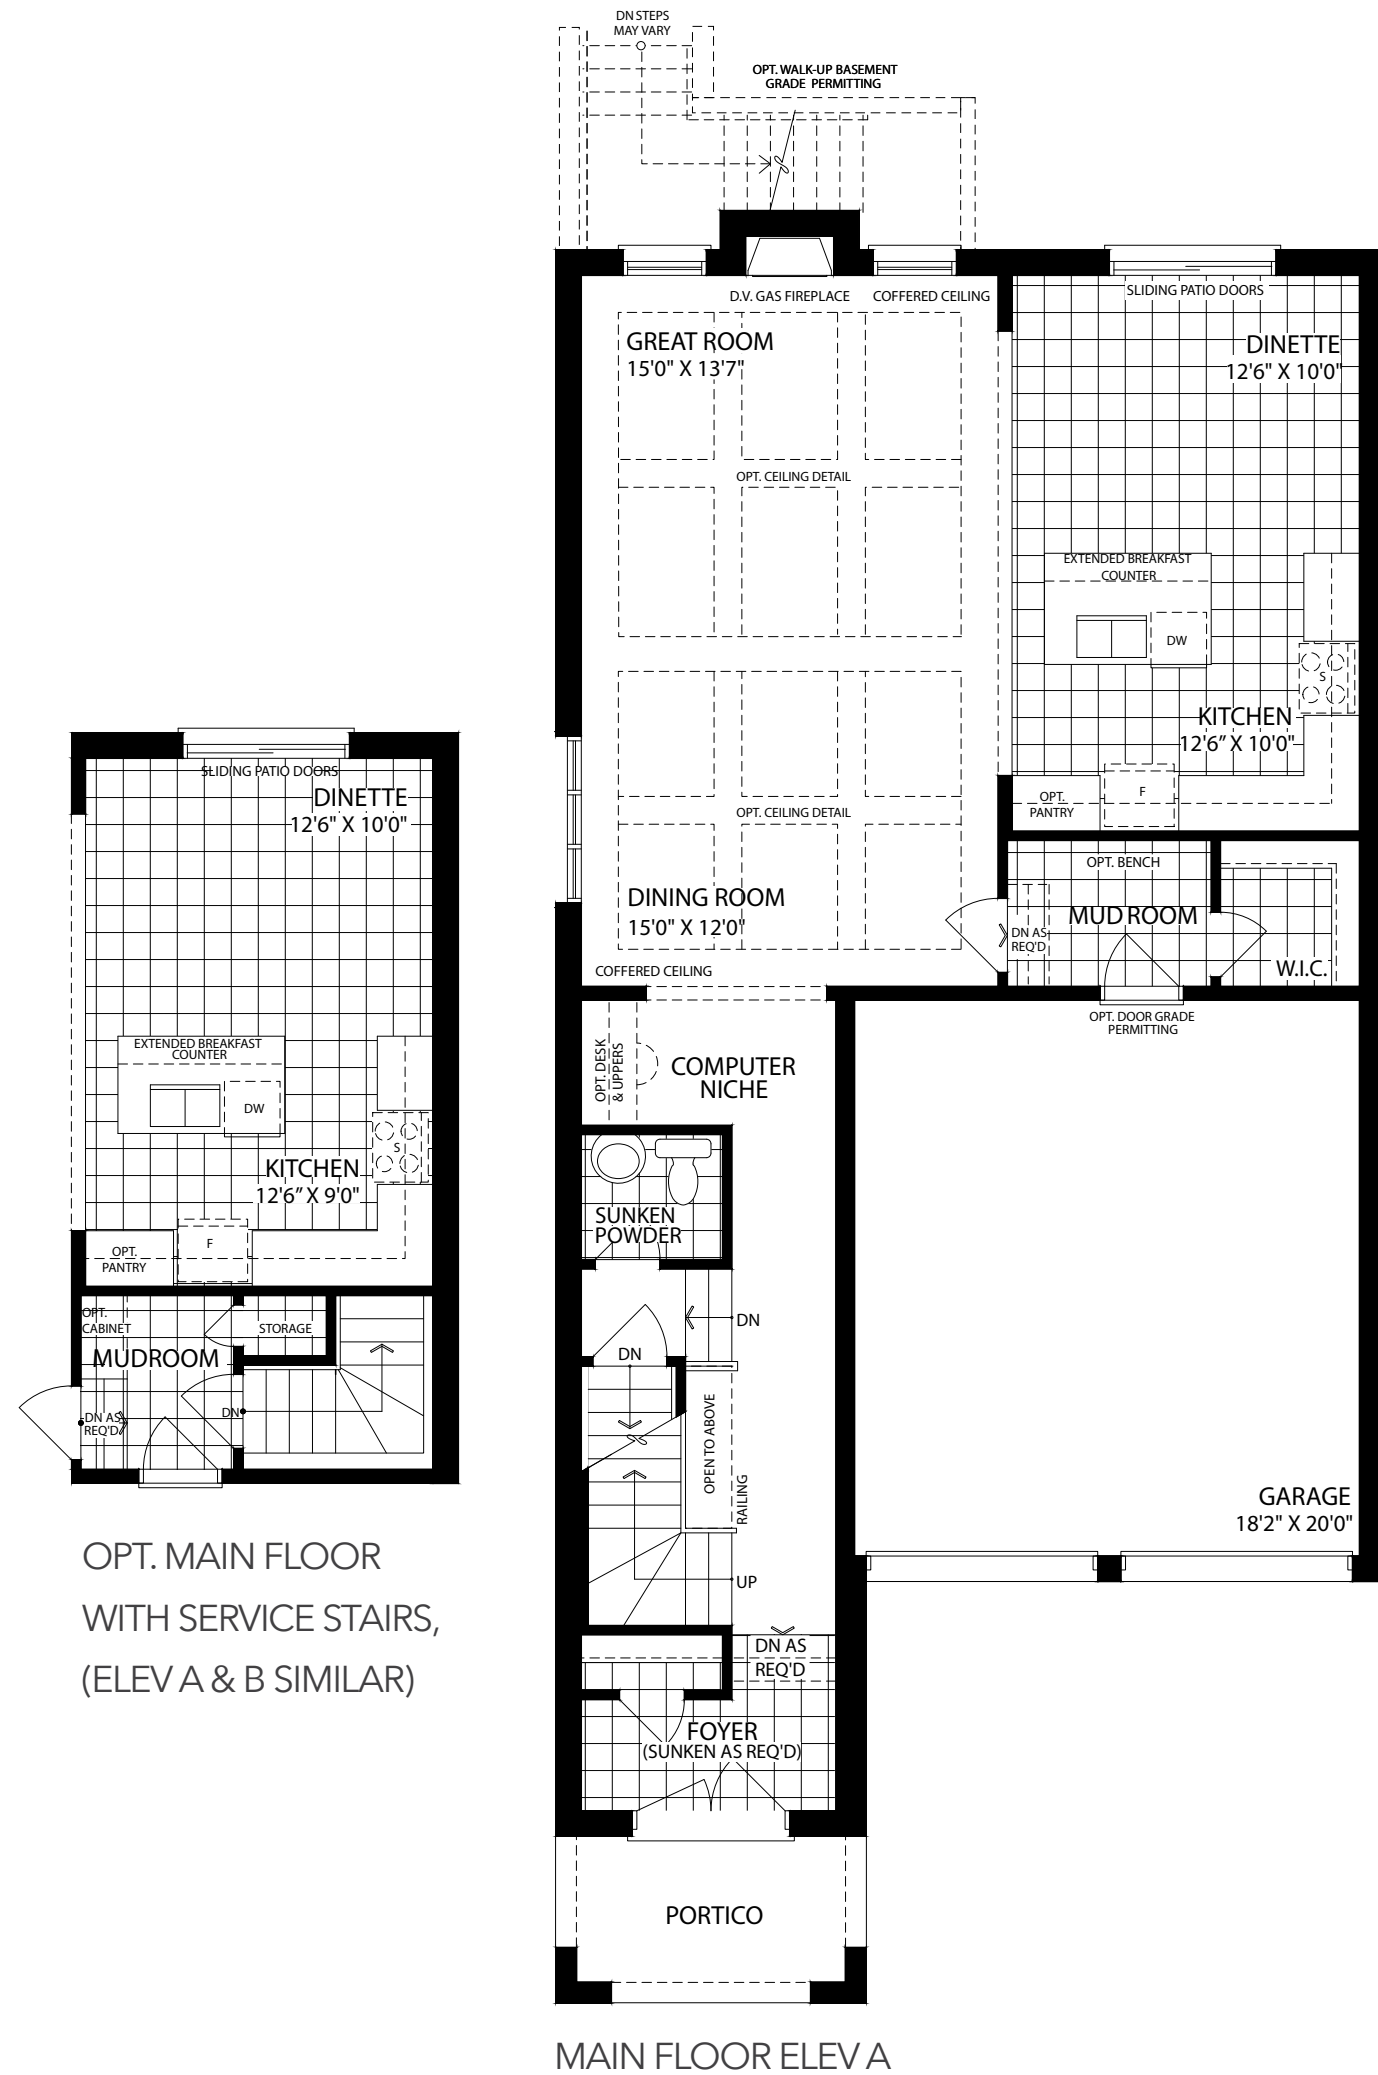 DN STEPS
MAY VARY
OPT. WALK-UP BASEMENT
GRADE PERMITTING
D.V. GAS FIREPLACE
COFFERED CEILING
SLIDING PATIO DOORS
GREAT ROOM
15'0" X 13'7"
DINETTE
12'6" X 10'0"
OPT. CEILING DETAIL
EXTENDED BREAKFAST
COUNTER
DW
S
KITCHEN
12'6” X 10'0"
F
OPT.
PANTRY
OPT. CEILING DETAIL
DINING ROOM
15'0" X 12'0"
COFFERED CEILING
OPT. BENCH
MUD ROOM
DN AS
REQ'D
W.I.C.
OPT. DOOR GRADE
PERMITTING
OPT. DESK
& UPPERS
COMPUTER
NICHE
SUNKEN
POWDER
DN
DN
OPEN TO ABOVE
RAILING
UP
GARAGE
18'2" X 20'0"
DN AS
REQ'D
FOYER
(SUNKEN AS REQ'D)
PORTICO
MAIN FLOOR ELEV A
SLIDING PATIO DOORS
DINETTE
12'6" X 10'0"
EXTENDED BREAKFAST
COUNTER
DW
S
KITCHEN
12'6” X 9'0"
F
OPT.
PANTRY
OPT.
CABINET
STORAGE
MUDROOM
DN
DN AS
REQ'D
OPT. MAIN FLOOR
WITH SERVICE STAIRS,
(ELEV A & B SIMILAR)